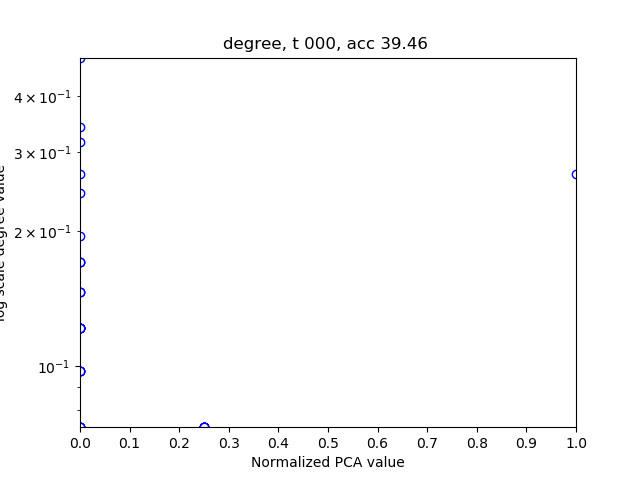 degree, t 000, acc 39.46
4 × 10⁻¹
3 × 10⁻¹
2 × 10⁻¹
10⁻¹
log scale degree value
0.0 0.1 0.2 0.3 0.4 0.5 0.6 0.7 0.8 0.9 1.0
Normalized PCA value